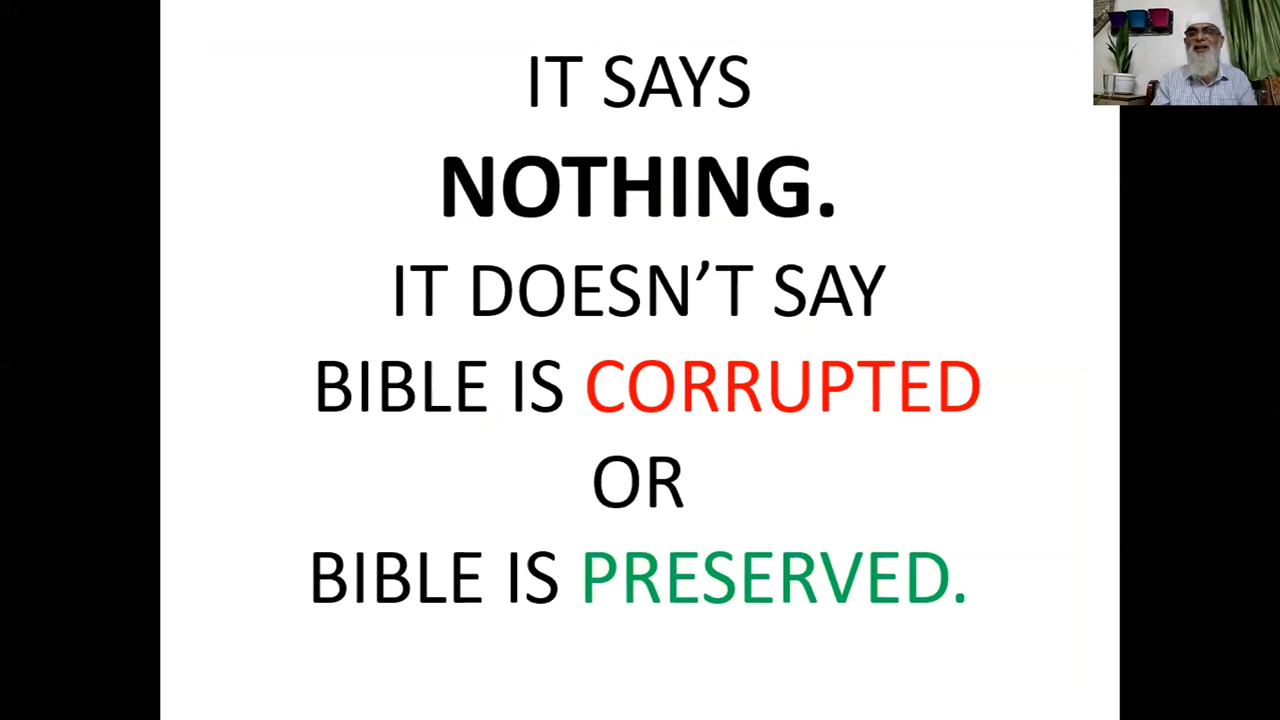 IT SAYS
NOTHING.
IT DOESN’T SAY
BIBLE IS CORRUPTED
OR
BIBLE IS PRESERVED.